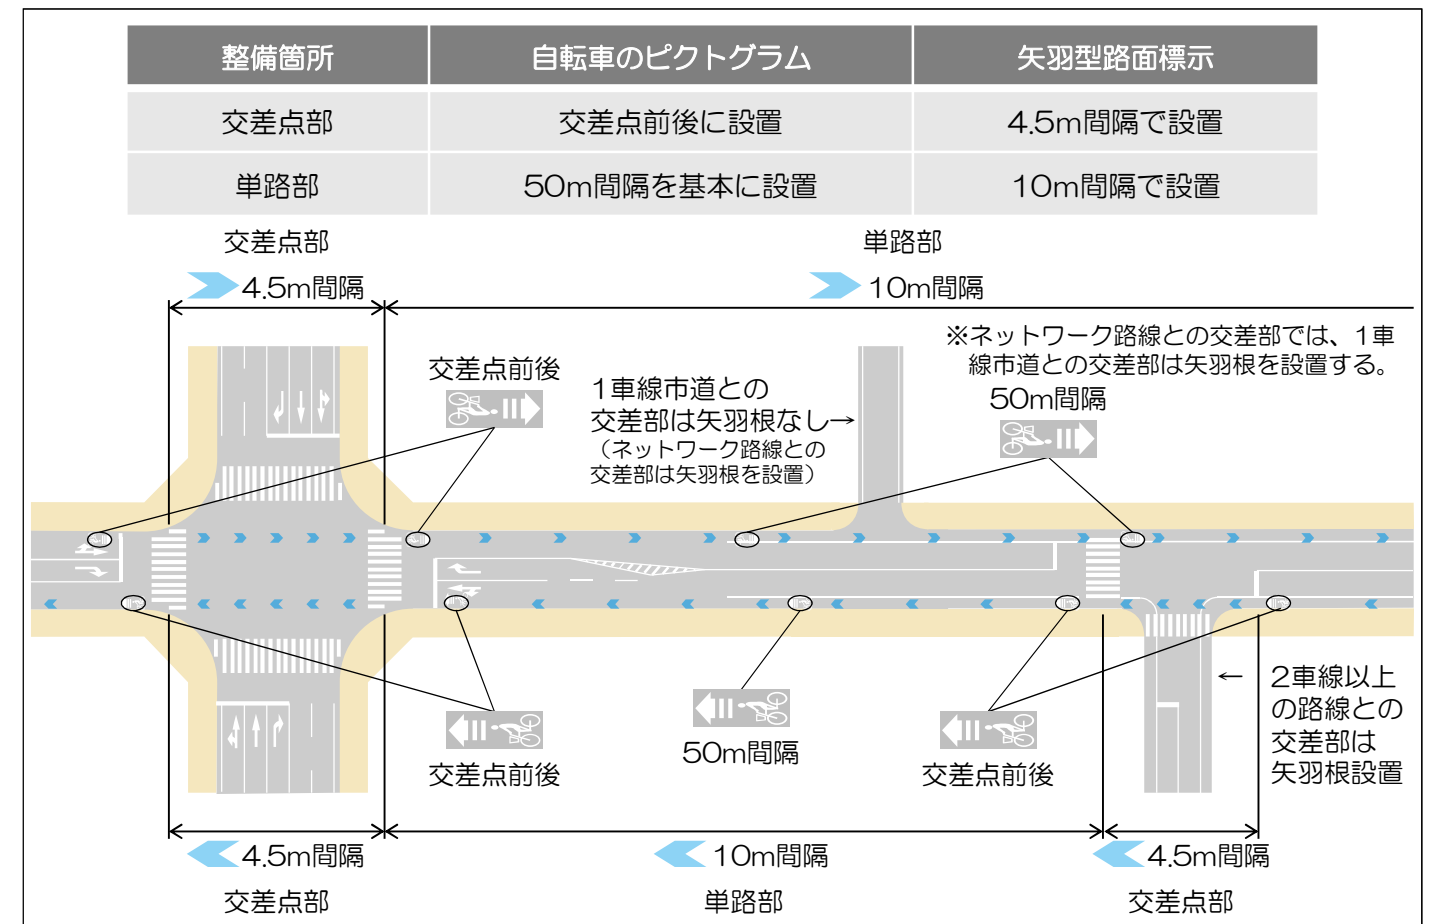 整備箇所 自転車のピクトグラム 矢羽型路面標示
交差点部 交差点前後に設置 4.5m間隔で設置
単路部 50m間隔を基本に設置 10m間隔で設置
交差点部 単路部
4.5m間隔 10m間隔
※ネットワーク路線との交差部では、1車
線市道との交差部は矢羽根を設置する。
交差点前後
1車線市道との
交差部は矢羽根なし→
（ネットワーク路線との
交差部は矢羽根を設置）
50m間隔
2車線以上
の路線との
交差部は
矢羽根設置
交差点前後
50m間隔
交差点前後
4.5m間隔 10m間隔 4.5m間隔
交差点部 単路部 交差点部